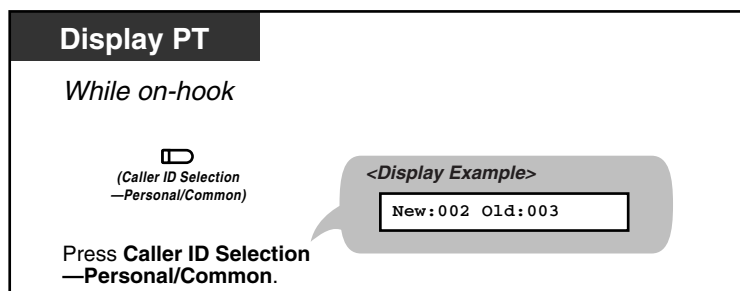 Display PT
While on-hook
(Caller ID Selection
—Personal/Common)
<Display Example>
New:002 Old:003
Press Caller ID Selection
—Personal/Common.